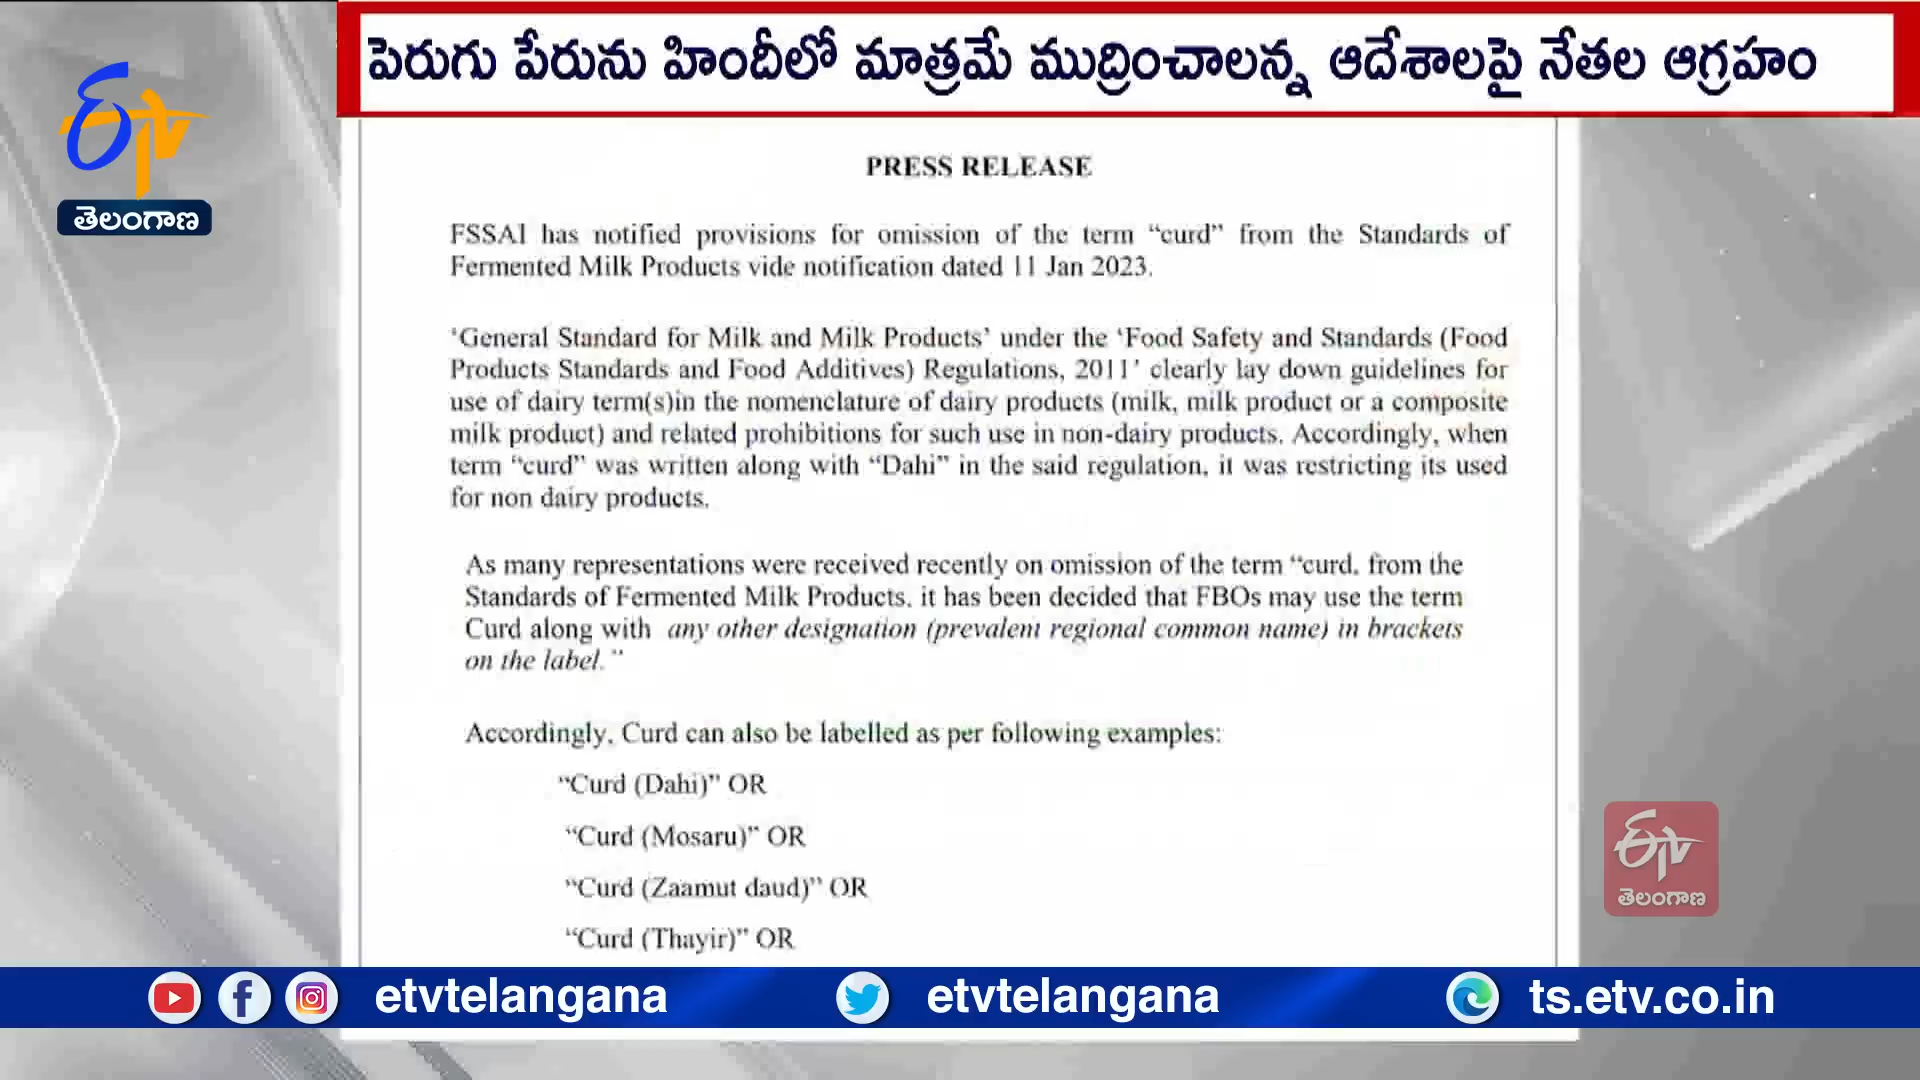 పెరుగు పేరును హిందీలో మాత్రమే ముద్రించాలన్న ఆదేశాలపై నేతల ఆగ్రహం
ETV
తెలంగాణ
PRESS RELEASE
FSSAI has notified provisions for omission of the term “curd” from the Standards of
Fermented Milk Products vide notification dated 11 Jan 2023.
‘General Standard for Milk and Milk Products’ under the ‘Food Safety and Standards (Food
Products Standards and Food Additives) Regulations, 2011’ clearly lay down guidelines for
use of dairy term(s)in the nomenclature of dairy products (milk, milk product or a composite
milk product) and related prohibitions for such use in non-dairy products. Accordingly, when
term “curd” was written along with “Dahi” in the said regulation, it was restricting its used
for non dairy products.
As many representations were received recently on omission of the term “curd, from the
Standards of Fermented Milk Products, it has been decided that FBOs may use the term
Curd along with any other designation (prevalent regional common name) in brackets
on the label.”
Accordingly, Curd can also be labelled as per following examples:
“Curd (Dahi)” OR
“Curd (Mosaru)” OR
“Curd (Zaamut daud)” OR
“Curd (Thayir)” OR
ETV
తెలంగాణ
etvtelangana
etvtelangana
ts.etv.co.in